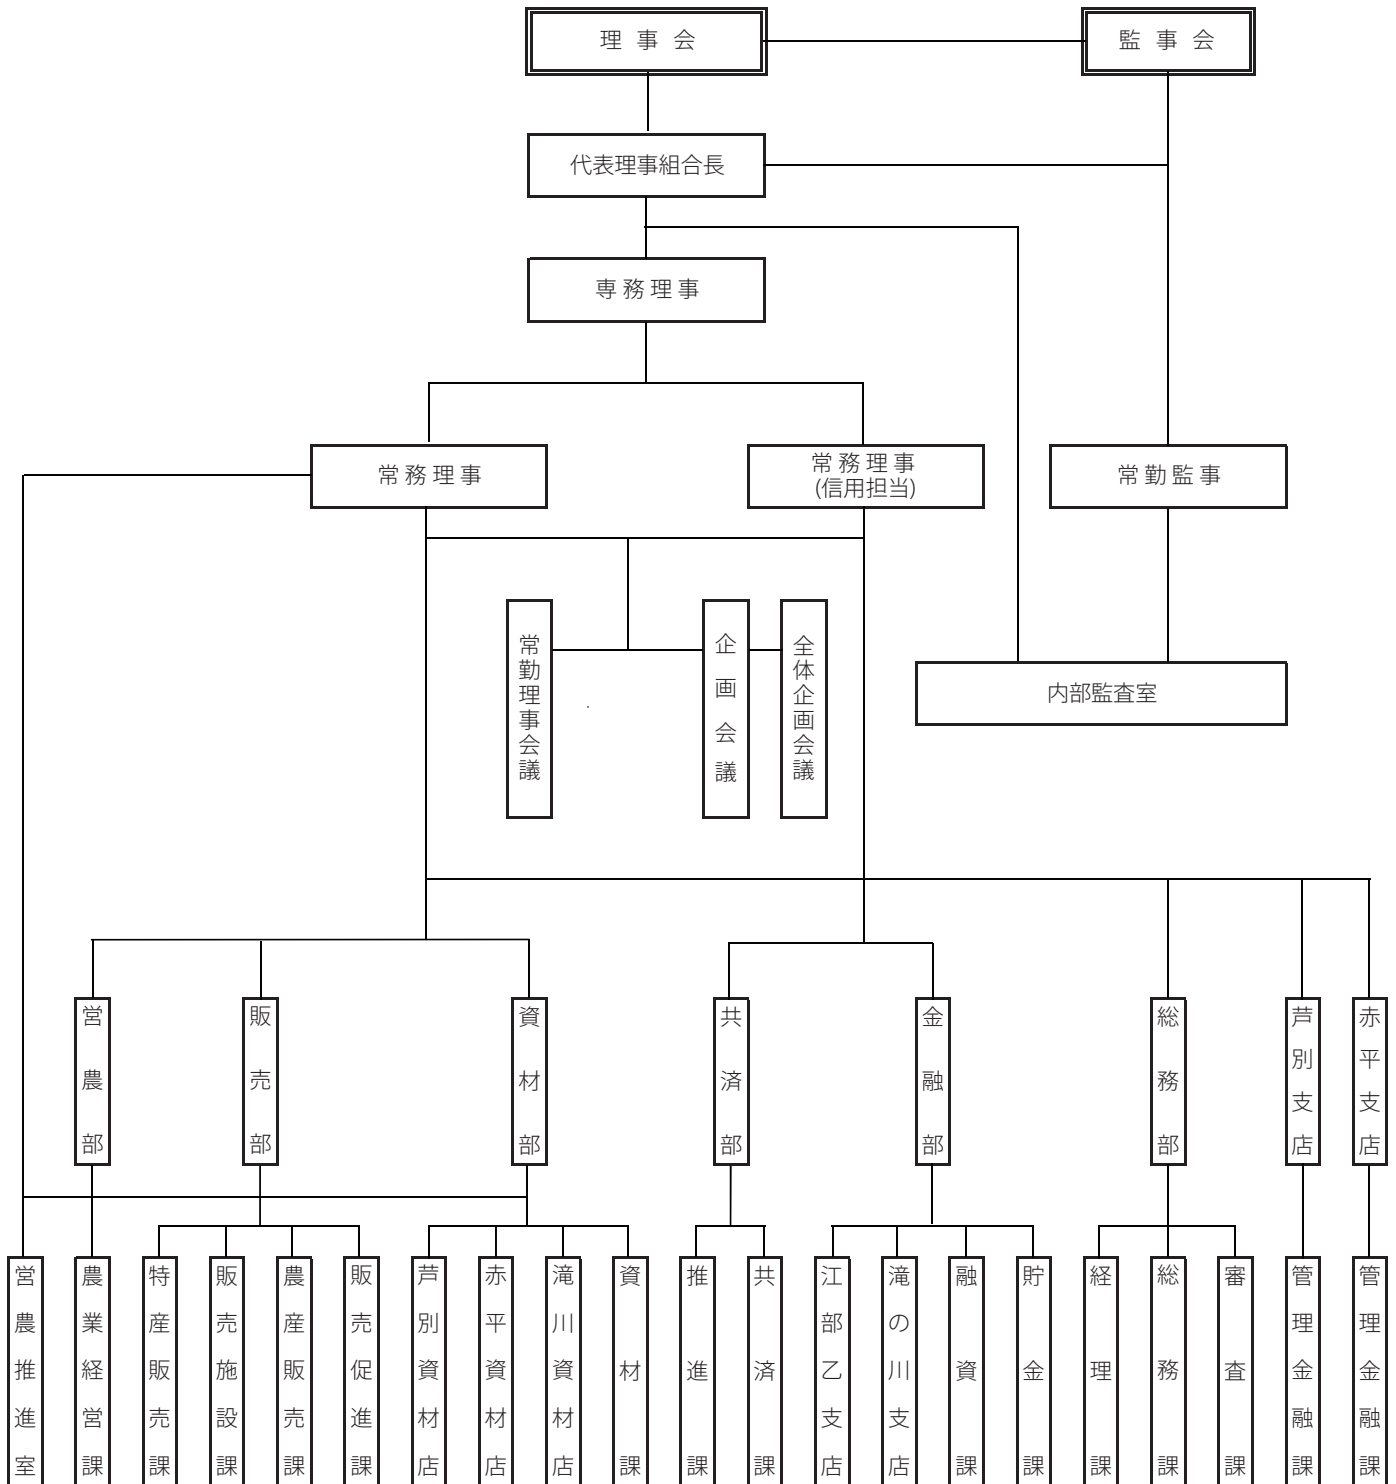 理事会
監事会
代表理事組合長
専務理事
常務理事
常務理事
(信用担当)
常勤監事
常勤理事会議
企画会議
全体企画会議
内部監査室
営農部
販売部
資材部
共済部
金融部
総務部
芦別支店
赤平支店
営農推進室
農業経営課
特産販売課
販売施設課
農産販売課
販売促進課
芦別資材店
赤平資材店
滝川資材店
資材課
推進課
共済課
江部乙支店
滝の川支店
融資課
貯金課
経理課
総務課
審査課
管理金融課
管理金融課